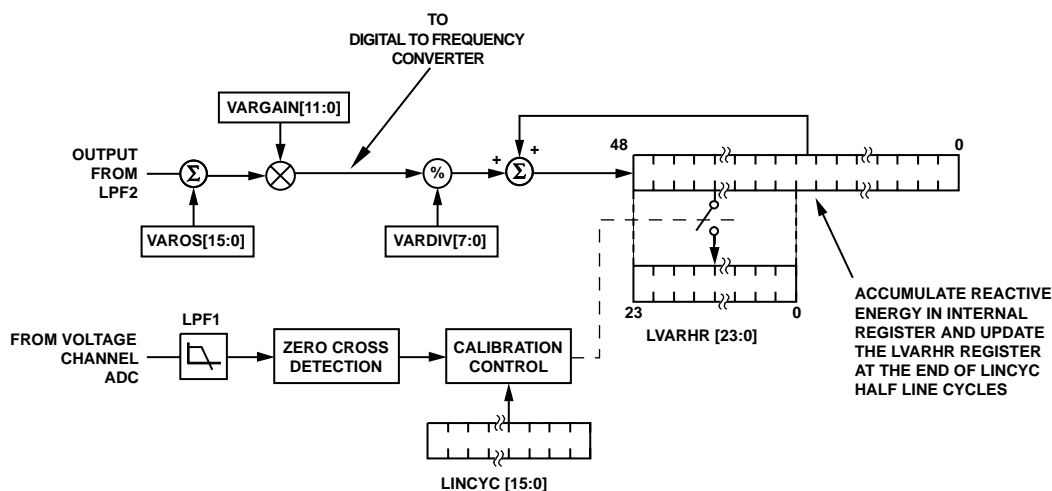 TO
DIGITAL TO FREQUENCY
CONVERTER
VARGAIN[11:0]
OUTPUT
FROM
LPF2
Σ
%
+
+
Σ
48
0
VAROS[15:0]
VARDIV[7:0]
23
0
LVARHR [23:0]
ACCUMULATE REACTIVE
ENERGY IN INTERNAL
REGISTER AND UPDATE
THE LVARHR REGISTER
AT THE END OF LINCYC
HALF LINE CYCLES
FROM VOLTAGE
CHANNEL
ADC
LPF1
ZERO CROSS
DETECTION
CALIBRATION
CONTROL
LINCYC [15:0]